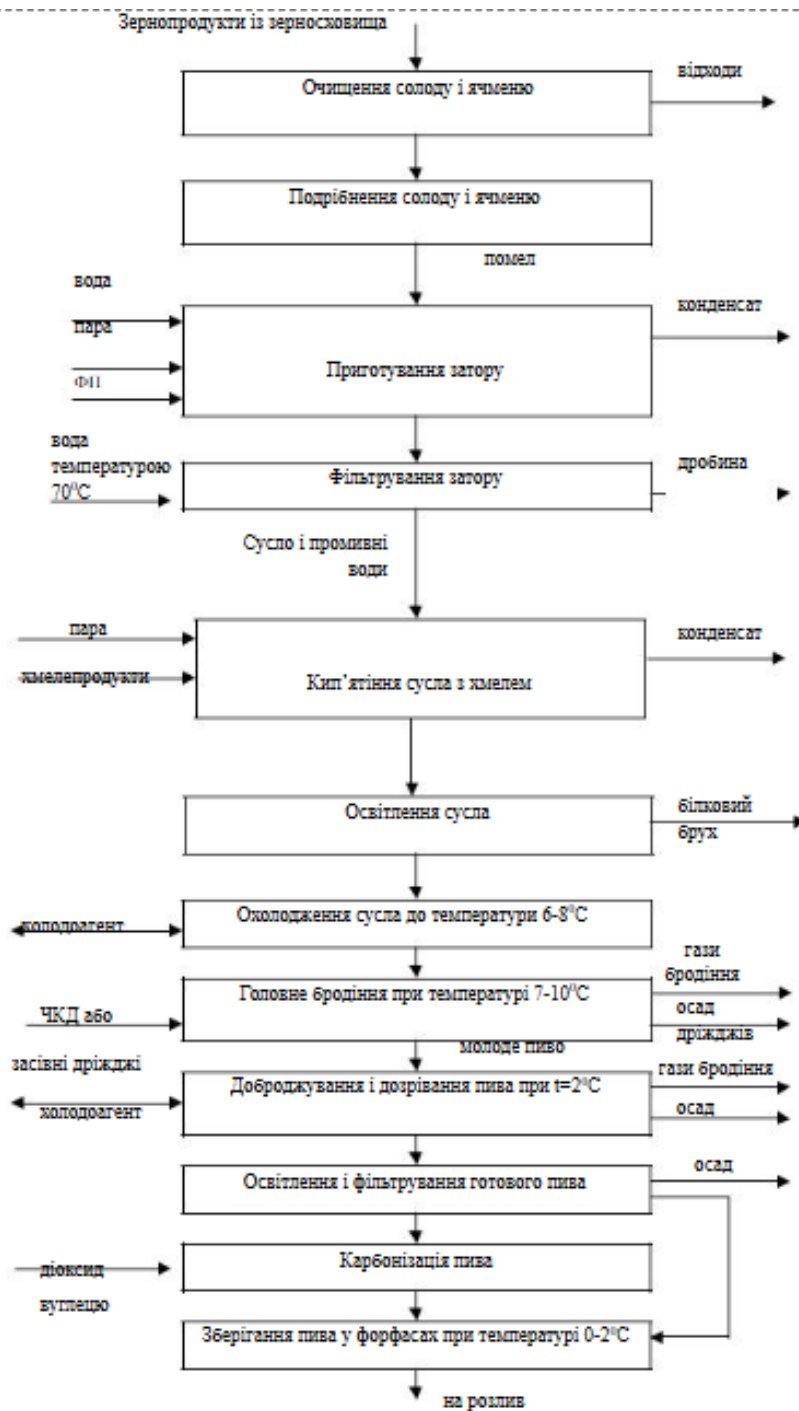 Зернопродукти із зерносховища
Очищення солоду і ячменю
відходи
Подрібнення солоду і ячменю
помел
вода
пара
ФП
Приготування затору
конденсат
вода
температурою
70⁰С
Фільтрування затору
дробина
Сусло і промивні
води
пара
хмелепродукти
Кип’ятіння сусла з хмелем
конденсат
Освітлення сусла
білковий
брух
холодоагент
Охолодження сусла до температури 6-8⁰С
гази
бродіння
Головне бродіння при температурі 7-10⁰С
ЧКД або
осад
дріжджів
молоде пиво
засівні дріжджі
гази бродіння
Доброджування і дозрівання пива при t=2⁰С
холодоагент
осад
Освітлення і фільтрування готового пива
осад
Карбонізація пива
діоксид
вуглецю
Зберігання пива у форфасах при температурі 0-2⁰С
на розлив